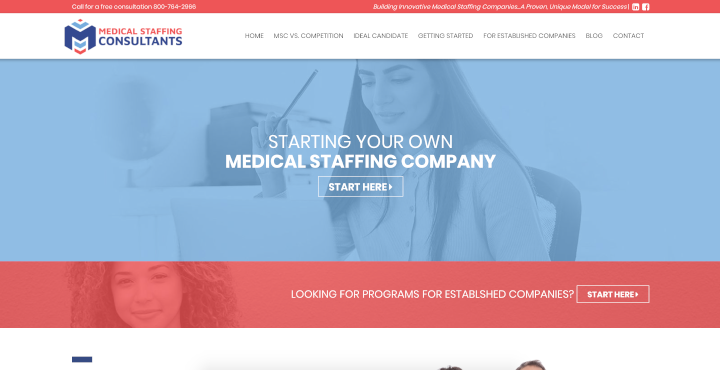 Call for a free consultation 800-764-2986
Building Innovative Medical Staffing Companies...A Proven, Unique Model for Success |
MEDICAL STAFFING
CONSULTANTS
HOME MSC VS. COMPETITION IDEAL CANDIDATE GETTING STARTED FOR ESTABLISHED COMPANIES BLOG CONTACT
STARTING YOUR OWN
MEDICAL STAFFING COMPANY
START HERE
LOOKING FOR PROGRAMS FOR ESTABLSHED COMPANIES? START HERE